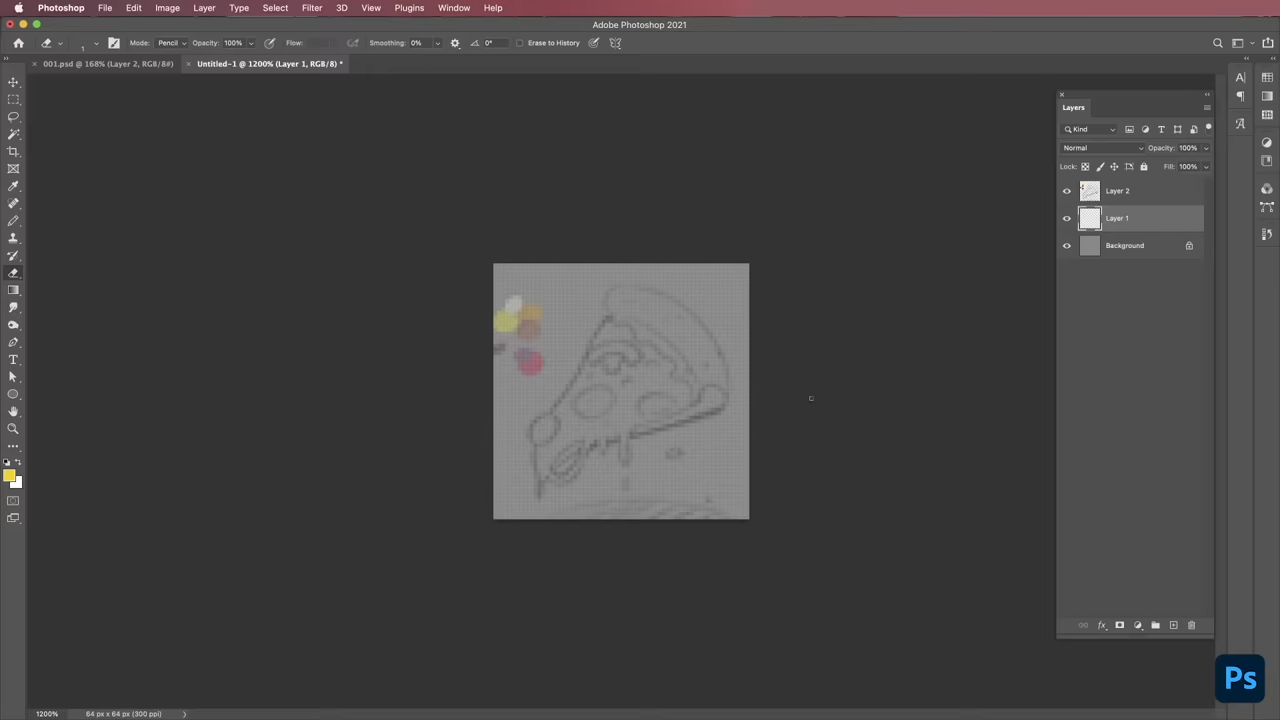 Photoshop File Edit Image Layer Type Select Filter 3D View Plugins Window Help
Adobe Photoshop 2021
1 Mode: Pencil Opacity: 100% Flow: Smoothing: 0% 0° Erase to History
001.psd @ 168% (Layer 2, RGB/8#) Untitled-1 @ 1200% (Layer 1, RGB/8) *
Layers
Kind
Normal Opacity: 100%
Lock: Fill: 100%
Layer 2
Layer 1
Background
fx
Ps
1200% 64 px x 64 px (300 ppi)